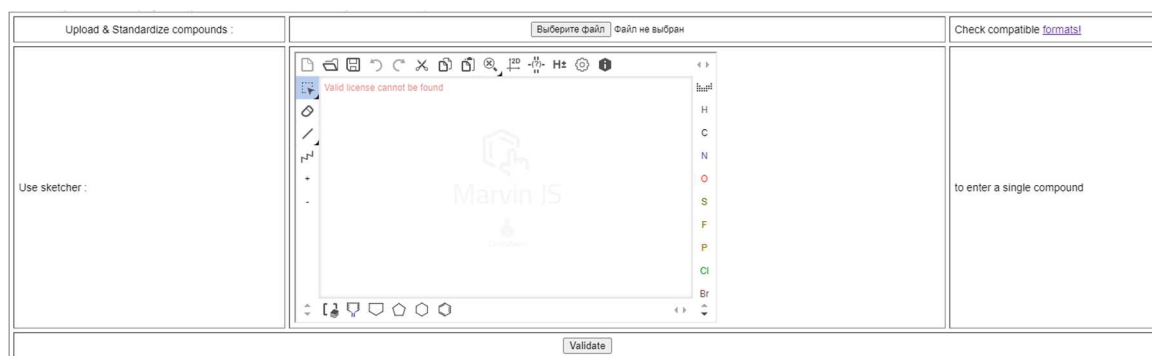 Upload & Standardize compounds :
Выберите файл Файл не выбран
Check compatible formats!
Use sketcher :
12D
-(?)-
H±
Valid license cannot be found
H
C
N
O
S
F
P
Cl
Br
+
-
Marvin JS
to enter a single compound
Validate